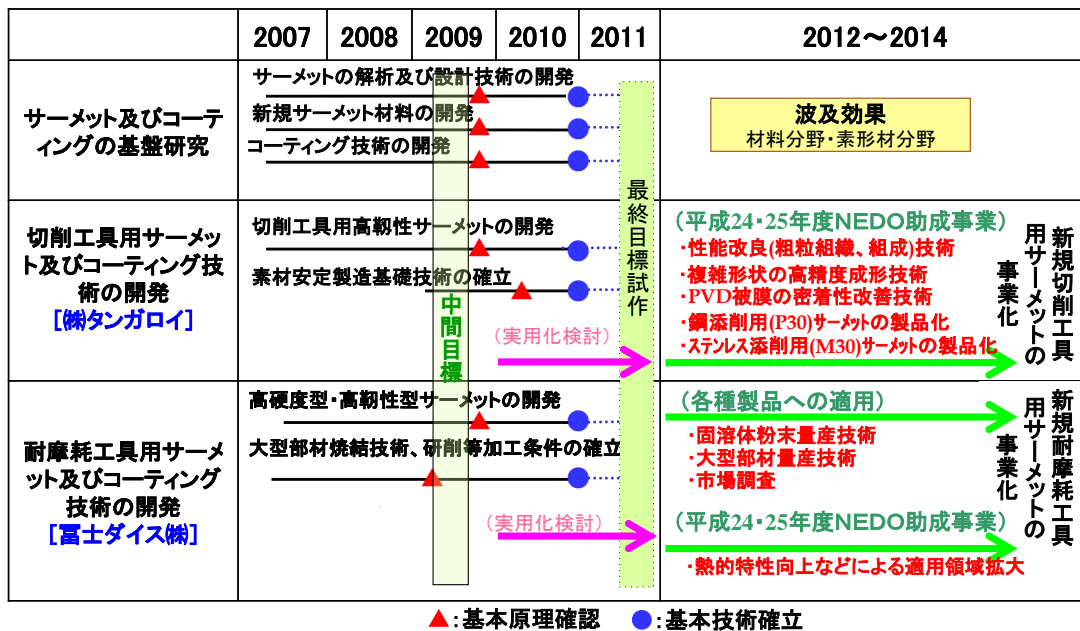 2007 2008 2009 2010 2011 2012～2014
サーメット及びコーテ
ィングの基盤研究
サーメットの解析及び設計技術の開発
新規サーメット材料の開発
コーティング技術の開発
波及効果
材料分野・素形材分野
切削工具用サーメッ
ト及びコーティング技
術の開発
[㈱タンガロイ]
切削工具用高靭性サーメットの開発
素材安定製造基礎技術の確立
(実用化検討)
(平成24・25年度NEDO助成事業)
・性能改良(粗粒組織、組成)技術
・複雑形状の高精度成形技術
・PVD被膜の密着性改善技術
・鋼添削用(P30)サーメットの製品化
・ステンレス添削用(M30)サーメットの製品化
新規切削工具
用サーメットの
事業化
中間目標
最終目標試作
耐摩耗工具用サーメ
ット及びコーティング
技術の開発
[冨士ダイス㈱]
高硬度型・高靭性型サーメットの開発
大型部材焼結技術、研削等加工条件の確立
(実用化検討)
(各種製品への適用)
・固溶体粉末量産技術
・大型部材量産技術
・市場調査
(平成24・25年度NEDO助成事業)
・熱的特性向上などによる適用領域拡大
新規耐摩耗工具
用サーメットの
事業化
▲:基本原理確認 ●:基本技術確立